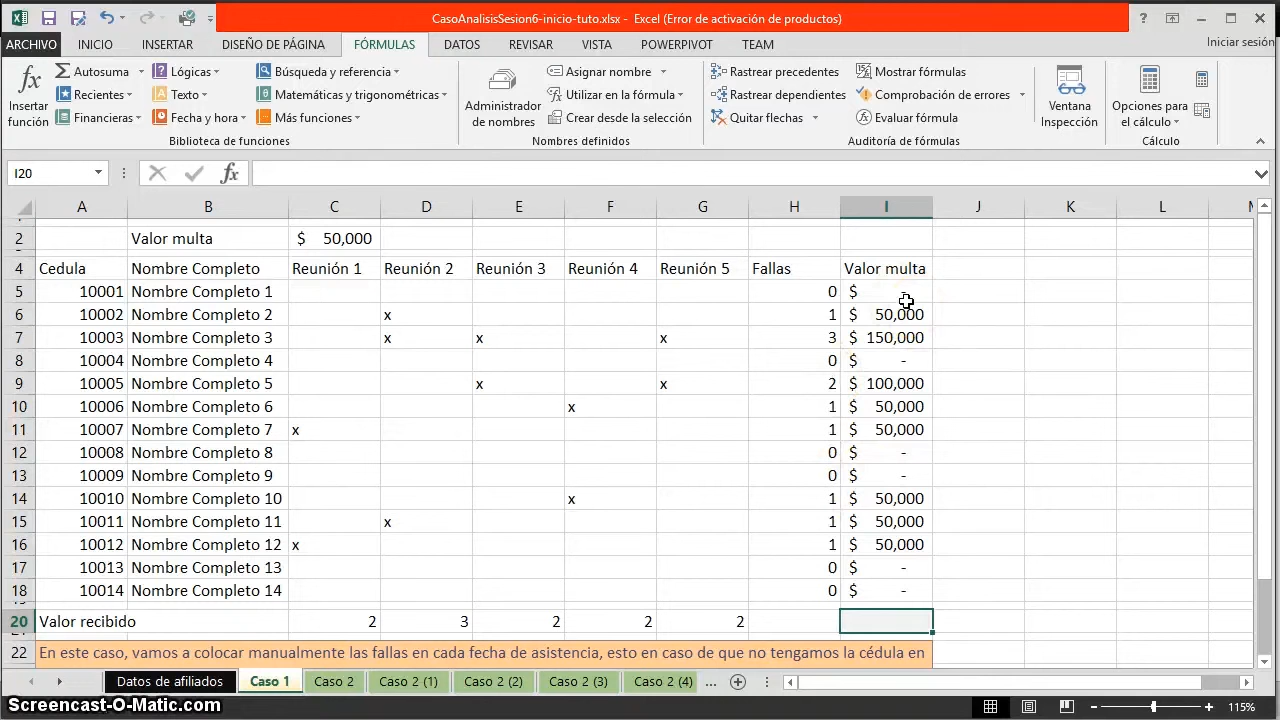 CasoAnalisisSesion6-inicio-tuto.xlsx - Excel (Error de activación de productos)
ARCHIVO INICIO INSERTAR DISEÑO DE PÁGINA FÓRMULAS DATOS REVISAR VISTA POWERPIVOT TEAM Iniciar sesión
Insertar función
Autosuma
Recientes
Financieras
Lógicas
Texto
Fecha y hora
Búsqueda y referencia
Matemáticas y trigonométricas
Más funciones
Biblioteca de funciones
Administrador de nombres
Asignar nombre
Utilizar en la fórmula
Crear desde la selección
Nombres definidos
Rastrear precedentes
Rastrear dependientes
Quitar flechas
Mostrar fórmulas
Comprobación de errores
Evaluar fórmula
Auditoría de fórmulas
Ventana Inspección
Opciones para el cálculo
Cálculo
I20 fx
A B C D E F G H I J K L
2 Valor multa $ 50,000
4 Cedula Nombre Completo Reunión 1 Reunión 2 Reunión 3 Reunión 4 Reunión 5 Fallas Valor multa
5 10001 Nombre Completo 1 0 $ -
6 10002 Nombre Completo 2 x 1 $ 50,000
7 10003 Nombre Completo 3 x x x 3 $ 150,000
8 10004 Nombre Completo 4 0 $ -
9 10005 Nombre Completo 5 x x 2 $ 100,000
10 10006 Nombre Completo 6 x 1 $ 50,000
11 10007 Nombre Completo 7 x 1 $ 50,000
12 10008 Nombre Completo 8 0 $ -
13 10009 Nombre Completo 9 0 $ -
14 10010 Nombre Completo 10 x 1 $ 50,000
15 10011 Nombre Completo 11 x 1 $ 50,000
16 10012 Nombre Completo 12 x 1 $ 50,000
17 10013 Nombre Completo 13 0 $ -
18 10014 Nombre Completo 14 0 $ -
20 Valor recibido 2 3 2 2 2
22 En este caso, vamos a colocar manualmente las fallas en cada fecha de asistencia, esto en caso de que no tengamos la cédula en
Datos de afiliados Caso 1 Caso 2 Caso 2 (1) Caso 2 (2) Caso 2 (3) Caso 2 (4) ...
Screencast-O-Matic.com 115%